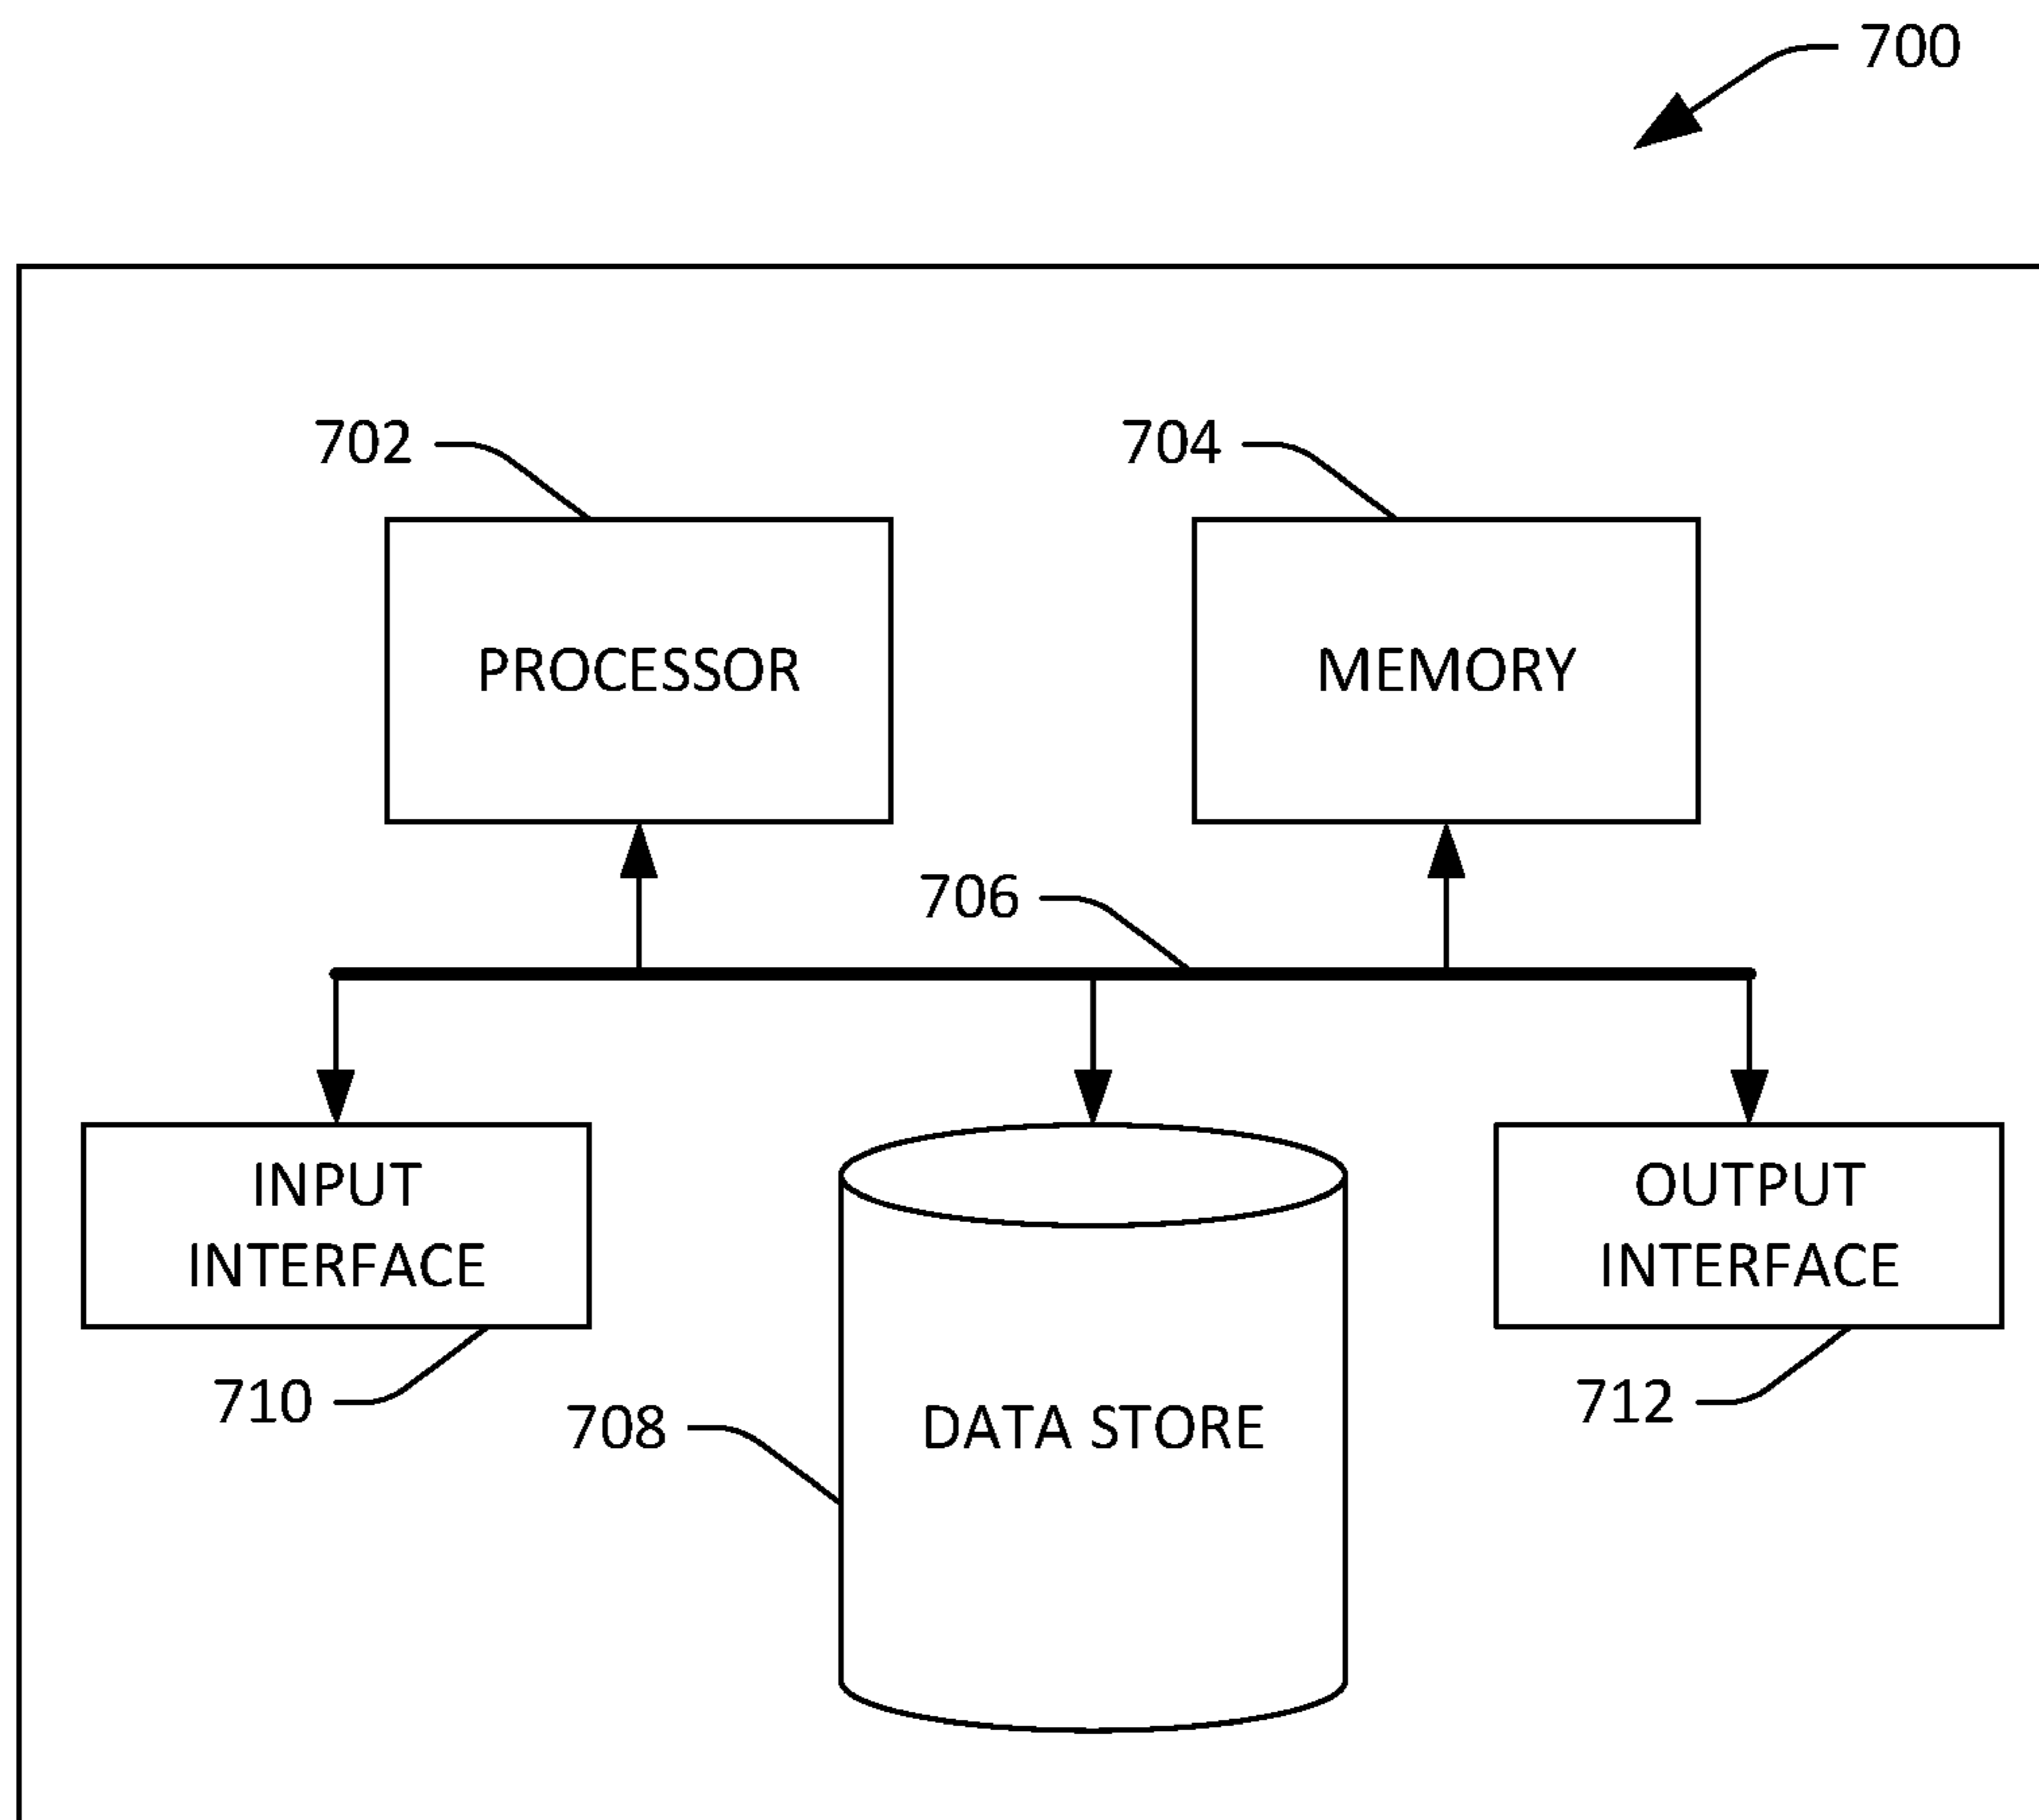 700
702
704
PROCESSOR
MEMORY
706
INPUT
INTERFACE
OUTPUT
INTERFACE
710
708
DATA STORE
712